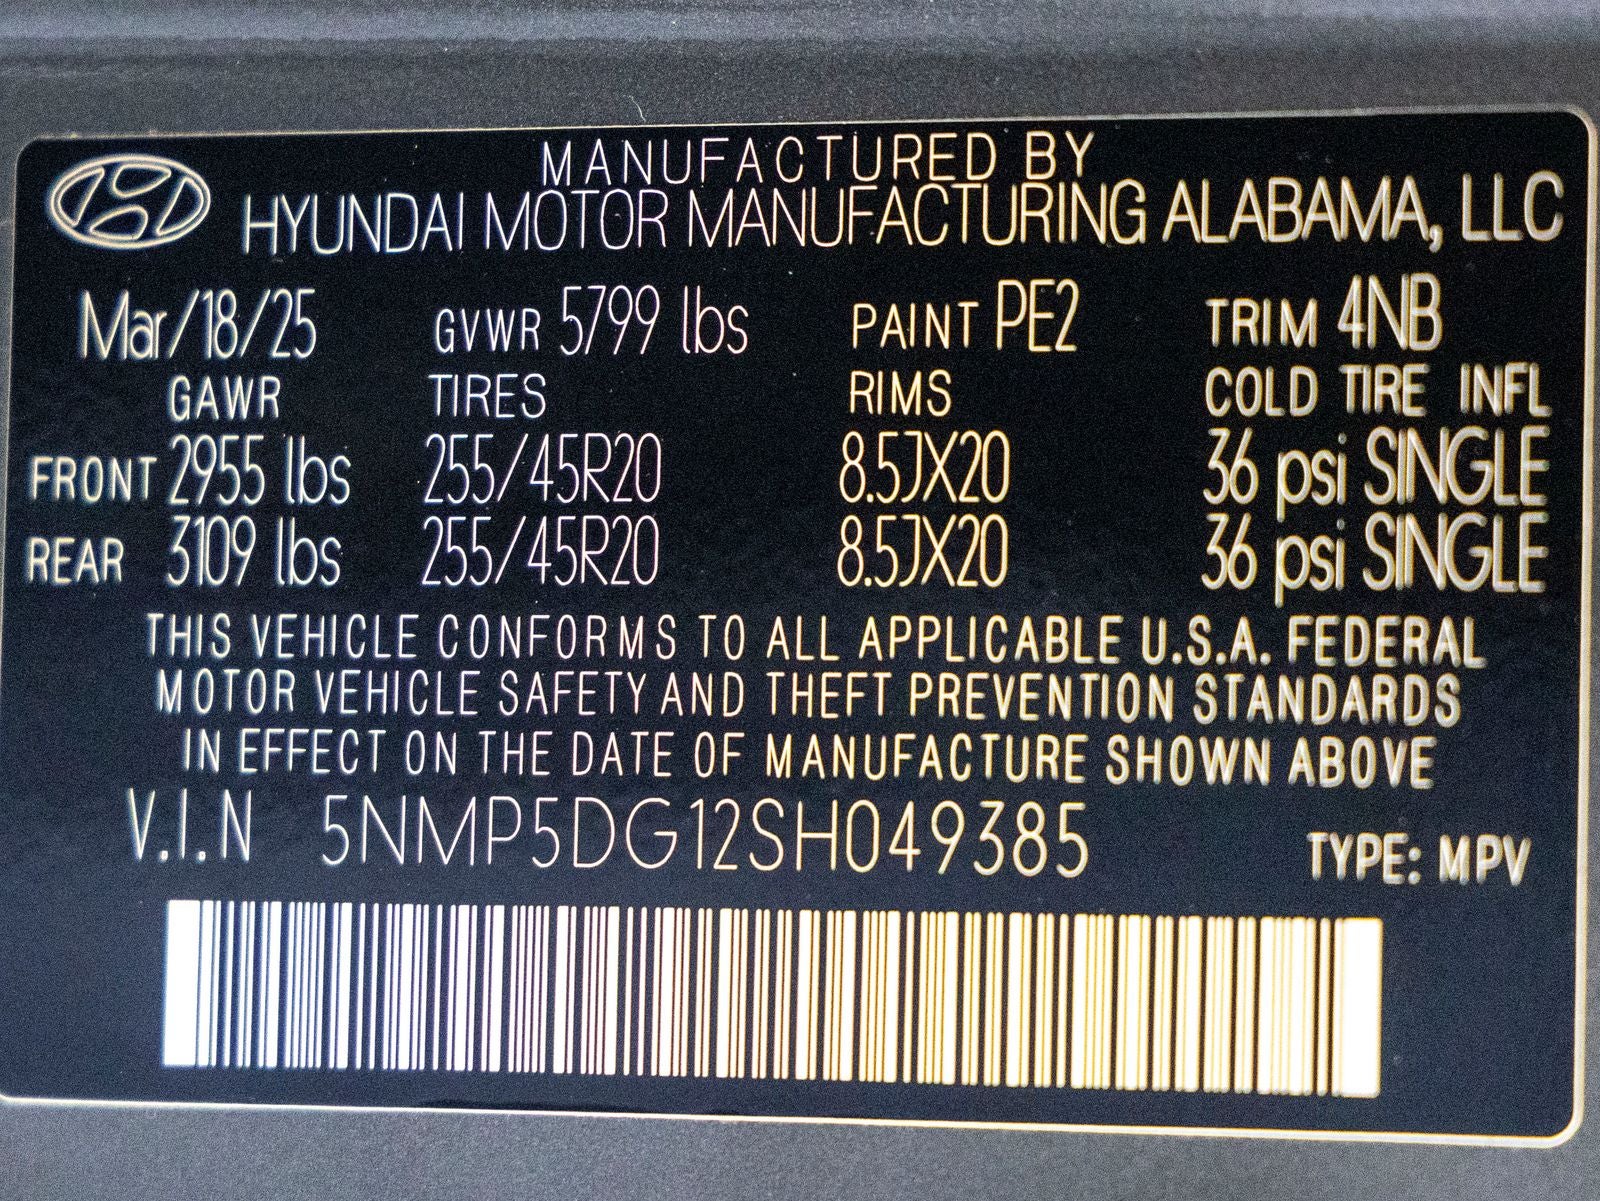 MANUFACTURED BY
HYUNDAI MOTOR MANUFACTURING ALABAMA, LLC
Mar/18/25 GVWR 5799 lbs PAINT PE2 TRIM 4NB
GAWR TIRES RIMS COLD TIRE INFL
FRONT 2955 lbs 255/45R20 8.5JX20 36 psi SINGLE
REAR 3109 lbs 255/45R20 8.5JX20 36 psi SINGLE
THIS VEHICLE CONFORMS TO ALL APPLICABLE U.S.A. FEDERAL
MOTOR VEHICLE SAFETY AND THEFT PREVENTION STANDARDS
IN EFFECT ON THE DATE OF MANUFACTURE SHOWN ABOVE
V.I.N 5NMP5DG12SH049385 TYPE: MPV